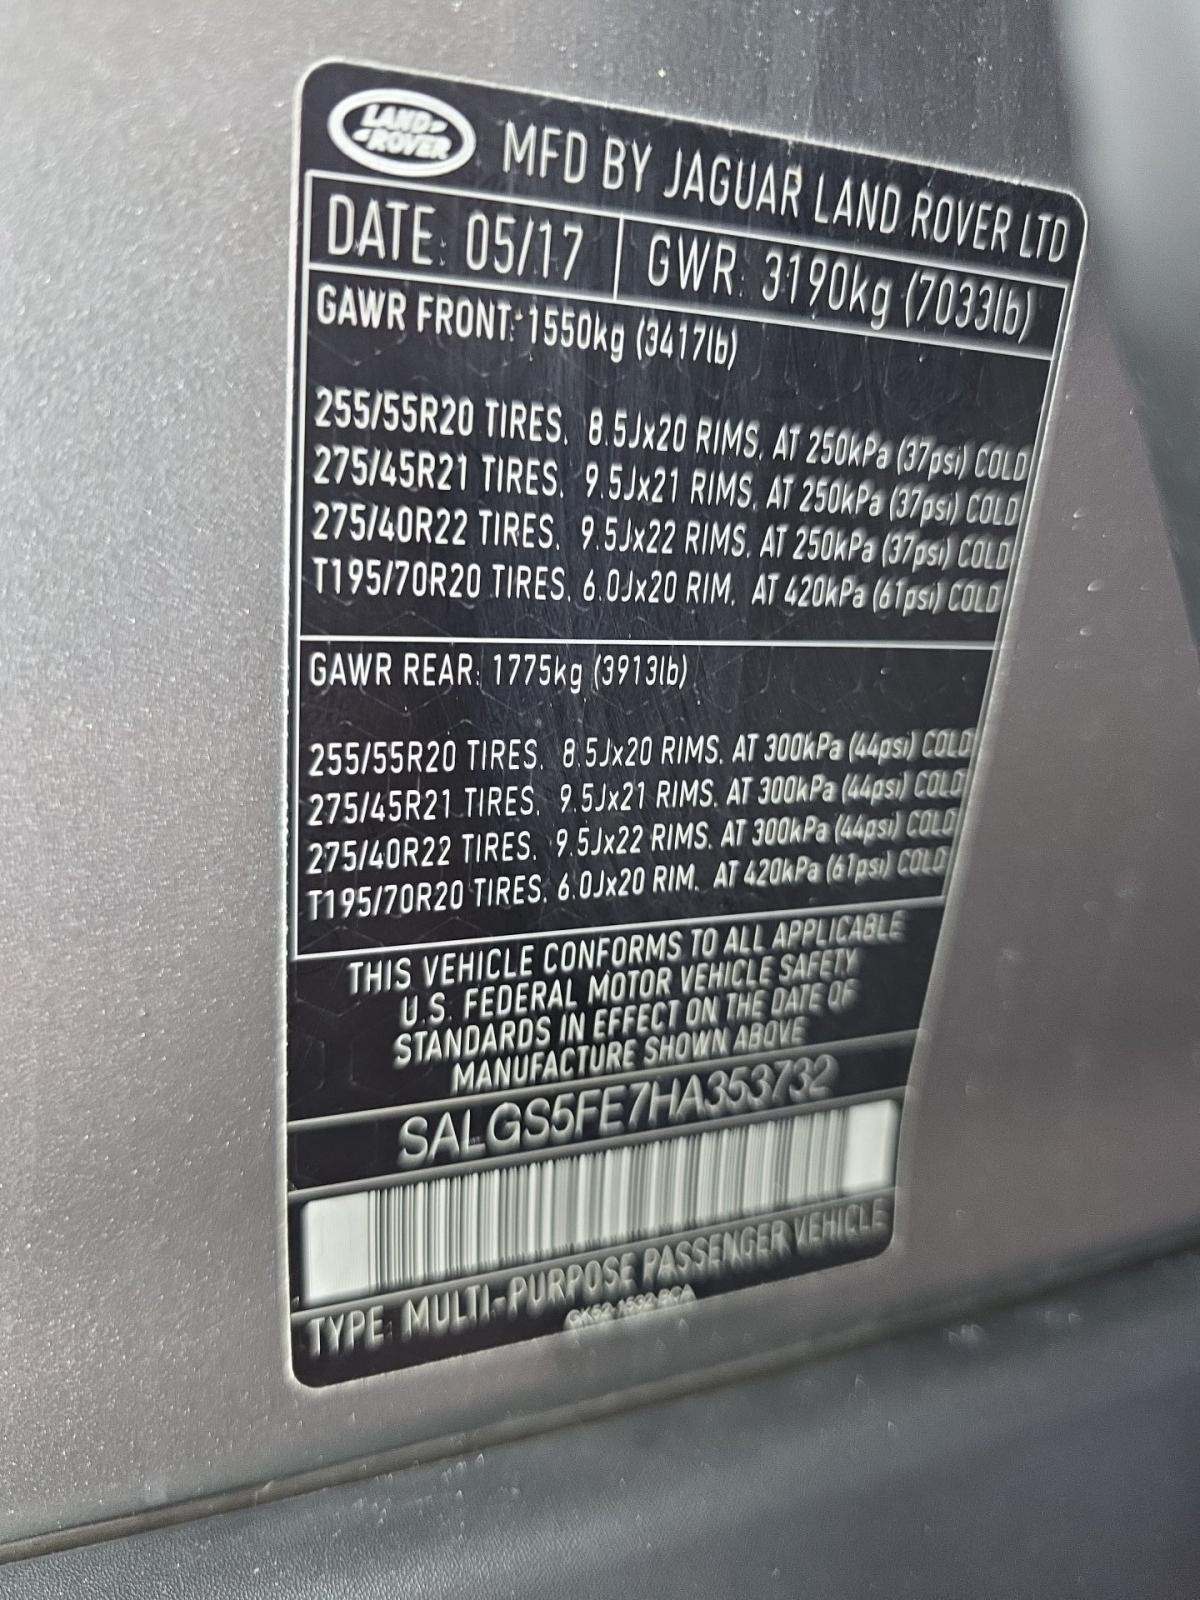 LAND-
-ROVER
MFD BY JAGUAR LAND ROVER LTD
DATE: 05/17 GWR: 3190kg (7033lb)
GAWR FRONT: 1550kg (3417lb)
255/55R20 TIRES, 8.5Jx20 RIMS, AT 250kPa (37psi) COLD
275/45R21 TIRES, 9.5Jx21 RIMS, AT 250kPa (37psi) COLD
275/40R22 TIRES, 9.5Jx22 RIMS, AT 250kPa (37psi) COLD
T195/70R20 TIRES, 6.0Jx20 RIM, AT 420kPa (61psi) COLD
GAWR REAR: 1775kg (3913lb)
255/55R20 TIRES, 8.5Jx20 RIMS, AT 300kPa (44psi) COLD
275/45R21 TIRES, 9.5Jx21 RIMS, AT 300kPa (44psi) COLD
275/40R22 TIRES, 9.5Jx22 RIMS, AT 300kPa (44psi) COLD
T195/70R20 TIRES, 6.0Jx20 RIM, AT 420kPa (61psi) COLD
THIS VEHICLE CONFORMS TO ALL APPLICABLE
U.S. FEDERAL MOTOR VEHICLE SAFETY
STANDARDS IN EFFECT ON THE DATE OF
MANUFACTURE SHOWN ABOVE
SALGS5FE7HA353732
TYPE: MULTI-PURPOSE PASSENGER VEHICLE